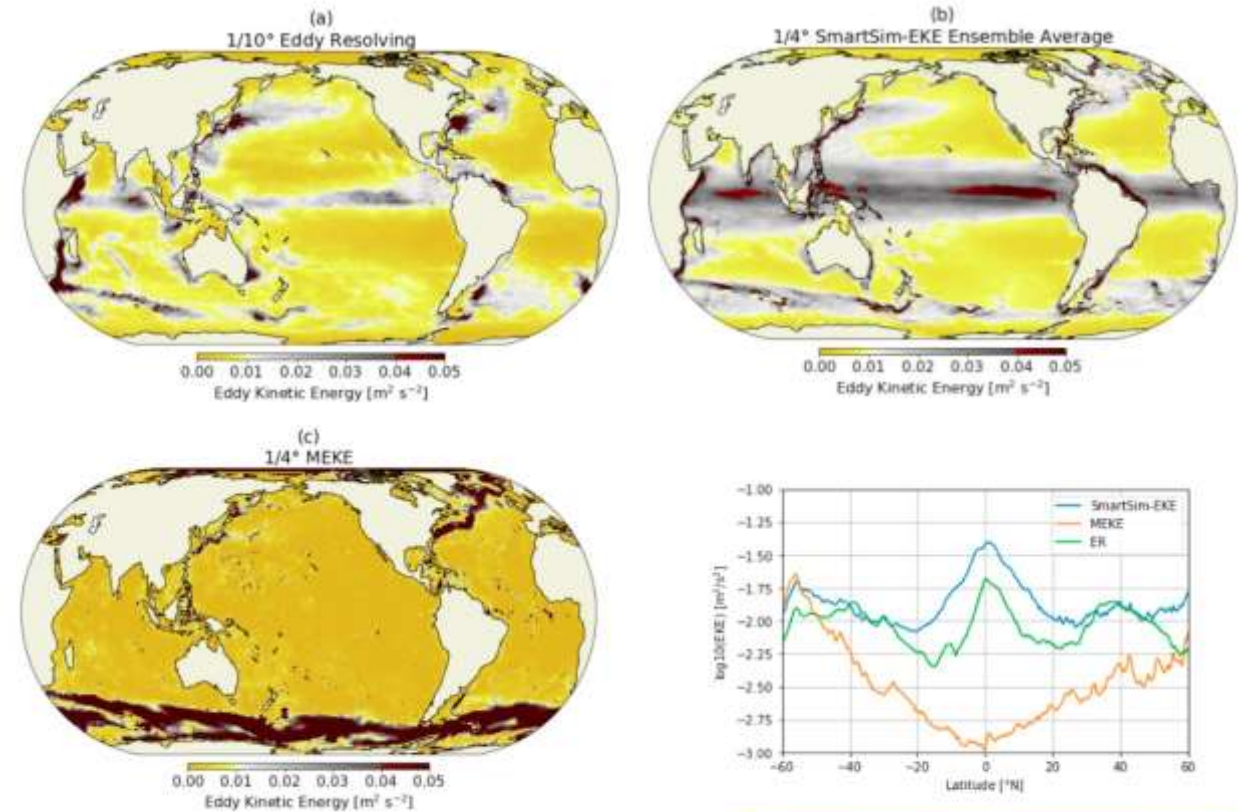 (a)
1/10° Eddy Resolving
0.00 0.01 0.02 0.03 0.04 0.05
Eddy Kinetic Energy [m² s⁻²]
(b)
1/4° SmartSim-EKE Ensemble Average
0.00 0.01 0.02 0.03 0.04 0.05
Eddy Kinetic Energy [m² s⁻²]
(c)
1/4° MEKE
0.00 0.01 0.02 0.03 0.04 0.05
Eddy Kinetic Energy [m² s⁻²]
log10(EKE) [m²/s²]
−1.00
−1.25
−1.50
−1.75
−2.00
−2.25
−2.50
−2.75
−3.00
SmartSim-EKE
MEKE
ER
−60 −40 −20 0 20 40 60
Latitude [°N]